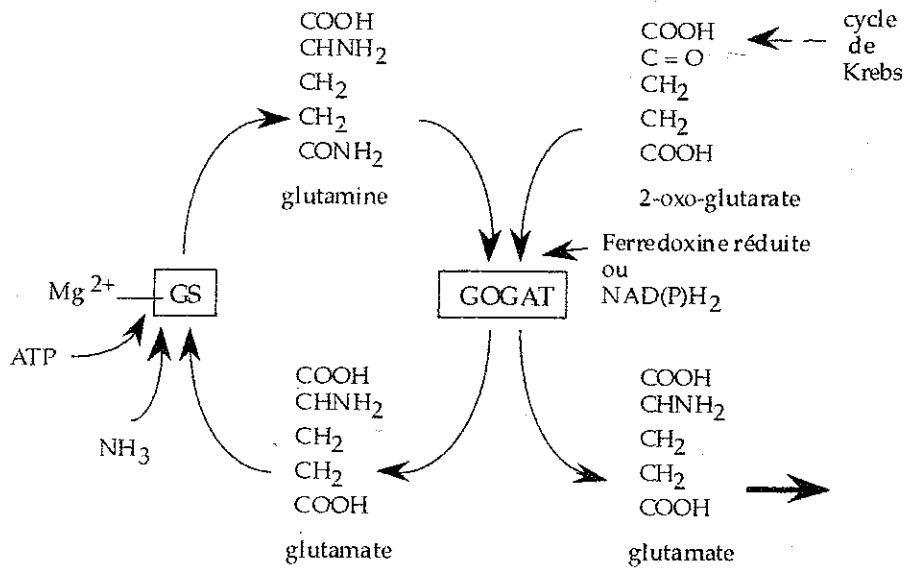 COOH
CHNH2
CH2
CH2
CONH2
glutamine
COOH
C = O
CH2
CH2
COOH
2-oxo-glutarate
cycle
de
Krebs
Mg 2+
GS
ATP
NH3
GOGAT
Ferredoxine réduite
ou
NAD(P)H2
COOH
CHNH2
CH2
CH2
COOH
glutamate
COOH
CHNH2
CH2
CH2
COOH
glutamate